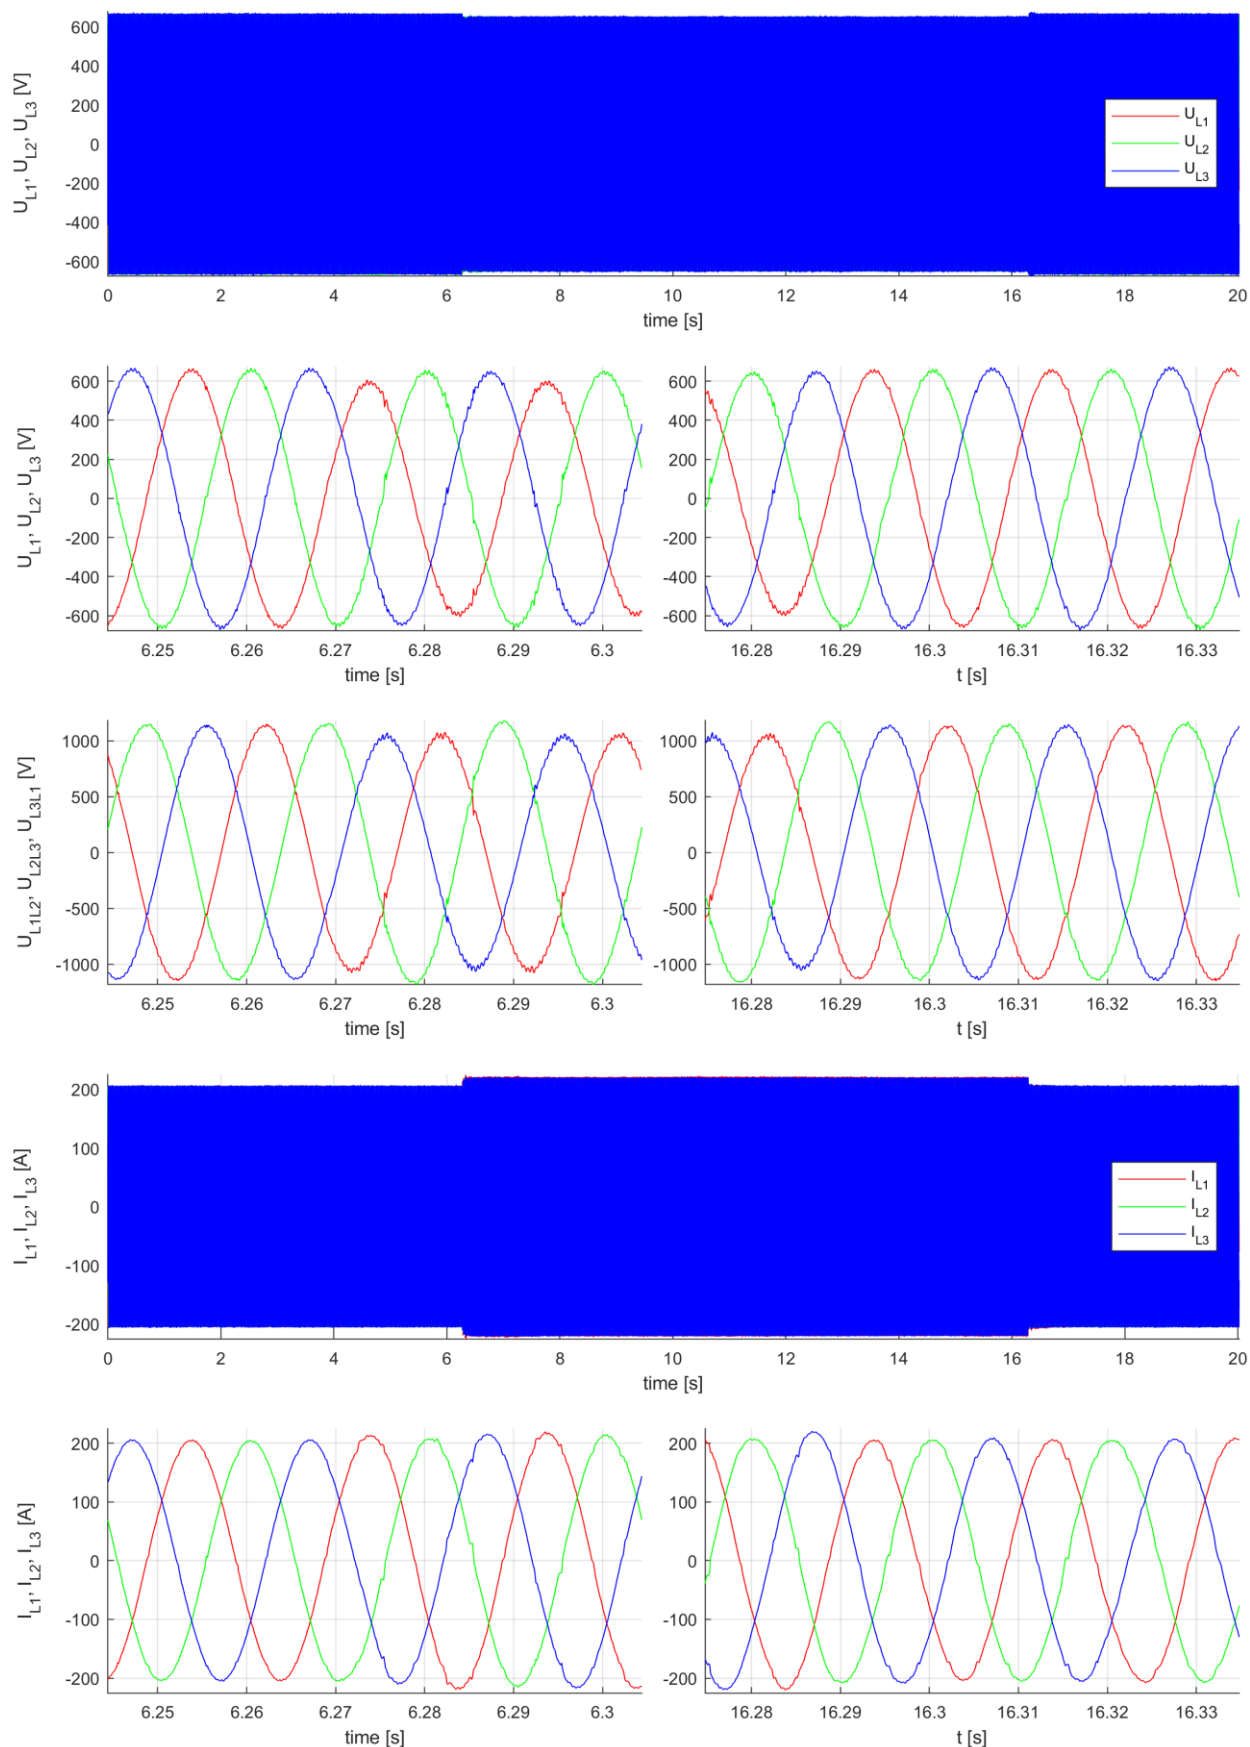 U_L1, U_L2, U_L3 [V]
600
400
200
0
-200
-400
-600
U_L1
U_L2
U_L3
0 2 4 6 8 10 12 14 16 18 20
time [s]
U_L1, U_L2, U_L3 [V]
600
400
200
0
-200
-400
-600
6.25 6.26 6.27 6.28 6.29 6.3
time [s]
600
400
200
0
-200
-400
-600
16.28 16.29 16.3 16.31 16.32 16.33
t [s]
U_L1L2, U_L2L3, U_L3L1 [V]
1000
500
0
-500
-1000
6.25 6.26 6.27 6.28 6.29 6.3
time [s]
1000
500
0
-500
-1000
16.28 16.29 16.3 16.31 16.32 16.33
t [s]
I_L1, I_L2, I_L3 [A]
200
100
0
-100
-200
I_L1
I_L2
I_L3
0 2 4 6 8 10 12 14 16 18 20
time [s]
I_L1, I_L2, I_L3 [A]
200
100
0
-100
-200
6.25 6.26 6.27 6.28 6.29 6.3
time [s]
200
100
0
-100
-200
16.28 16.29 16.3 16.31 16.32 16.33
t [s]